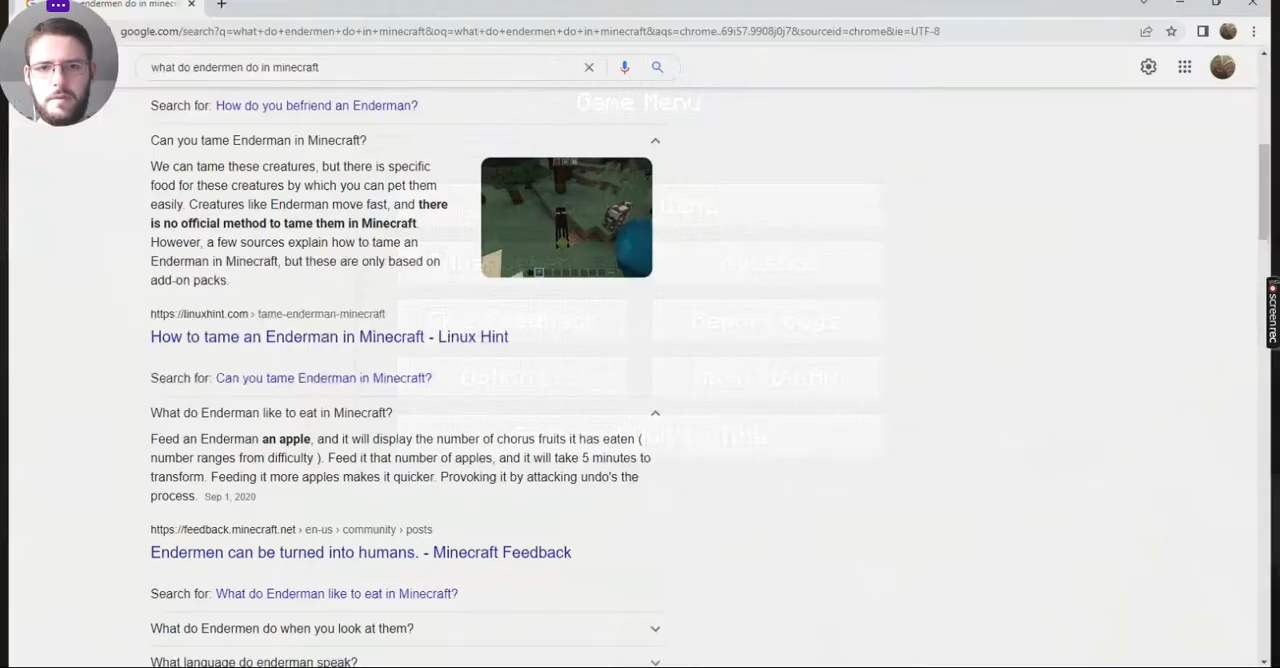 endermen do in minec
google.com/search?q=what+do+endermen+do+in+minecraft&oq=what+do+endermen+do+in+minecraft&aqs=chrome..69i57.9908j0j7&sourceid=chrome&ie=UTF-8
what do endermen do in minecraft
Search for: How do you befriend an Enderman?
Game Menu
Can you tame Enderman in Minecraft?
We can tame these creatures, but there is specific
food for these creatures by which you can pet them
easily. Creatures like Enderman move fast, and there
is no official method to tame them in Minecraft.
However, a few sources explain how to tame an
Enderman in Minecraft, but these are only based on
add-on packs.
Game
Report Bugs
https://linuxhint.com › tame-enderman-minecraft
How to tame an Enderman in Minecraft - Linux Hint
Search for: Can you tame Enderman in Minecraft?
What do Enderman like to eat in Minecraft?
Feed an Enderman an apple, and it will display the number of chorus fruits it has eaten (
number ranges from difficulty ). Feed it that number of apples, and it will take 5 minutes to
transform. Feeding it more apples makes it quicker. Provoking it by attacking undo's the
process. Sep 1, 2020
https://feedback.minecraft.net › en-us › community › posts
Endermen can be turned into humans. - Minecraft Feedback
Search for: What do Enderman like to eat in Minecraft?
What do Endermen do when you look at them?
What language do enderman speak?
screenrec